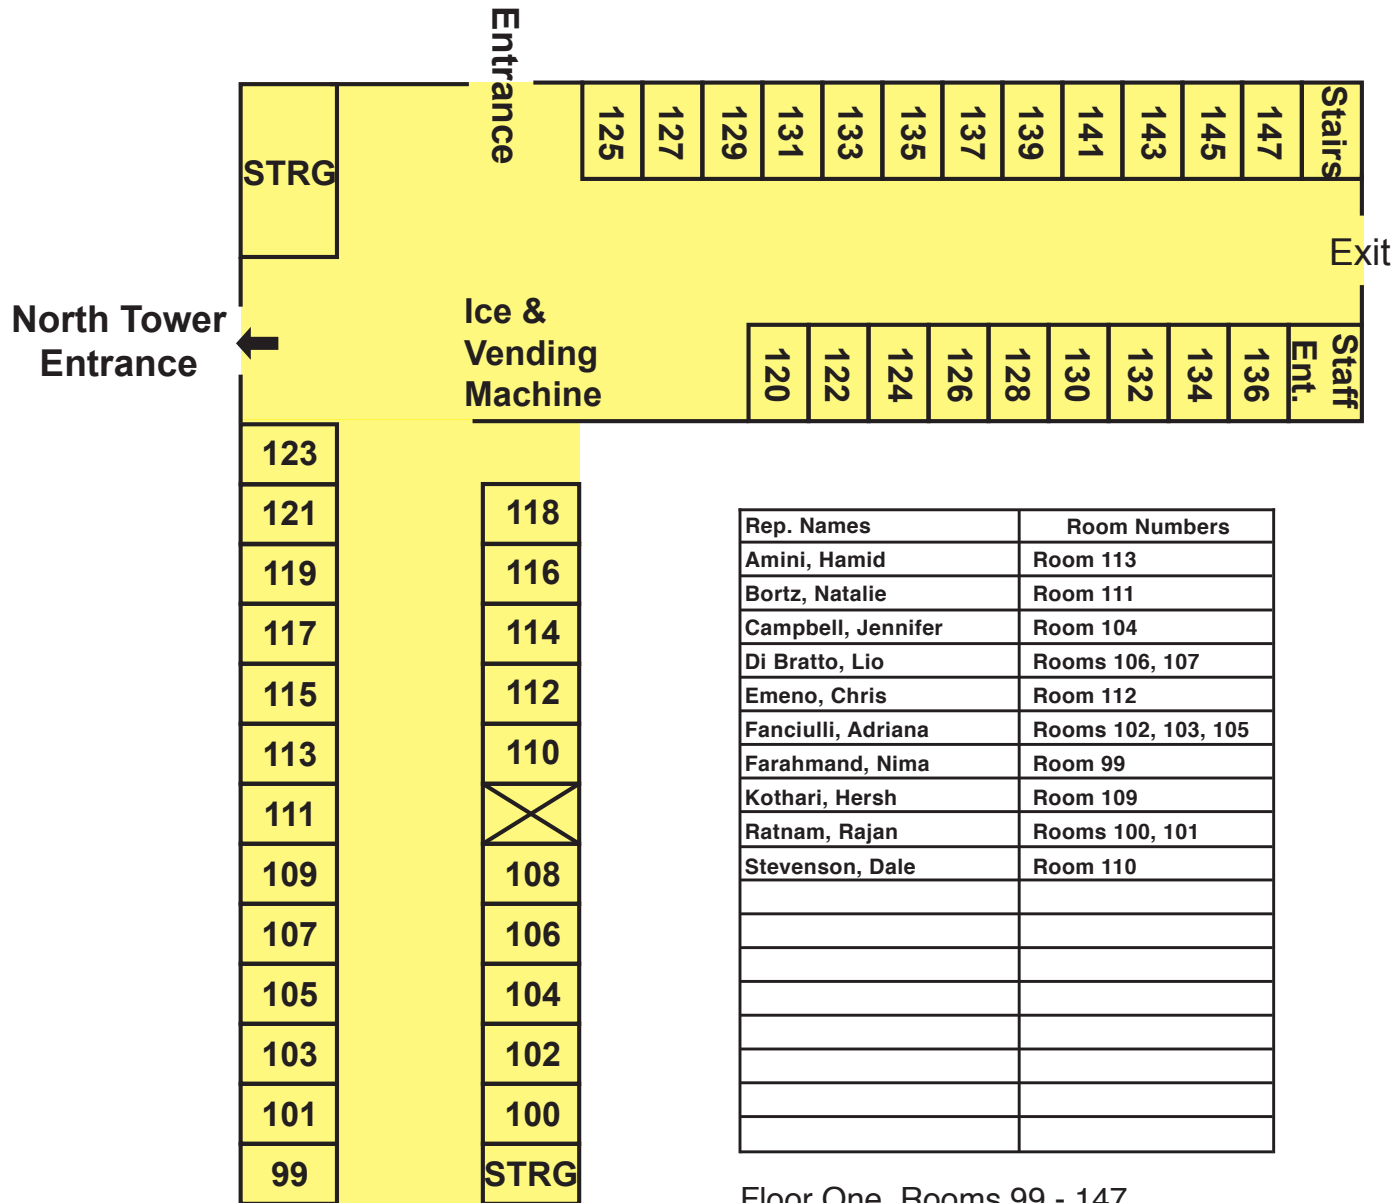 Entrance
125
127
129
131
133
135
137
139
141
143
145
147
Stairs
STRG
Exit
North Tower
Entrance
Ice &
Vending
Machine
120
122
124
126
128
130
132
134
136
Staff
Ent.
123
121
119
117
115
113
111
109
107
105
103
101
99
118
116
114
112
110
108
106
104
102
100
STRG
Rep. Names Room Numbers
Amini, Hamid Room 113
Bortz, Natalie Room 111
Campbell, Jennifer Room 104
Di Bratto, Lio Rooms 106, 107
Emeno, Chris Room 112
Fanciulli, Adriana Rooms 102, 103, 105
Farahmand, Nima Room 99
Kothari, Hersh Room 109
Ratnam, Rajan Rooms 100, 101
Stevenson, Dale Room 110
Floor One, Rooms 99 - 147